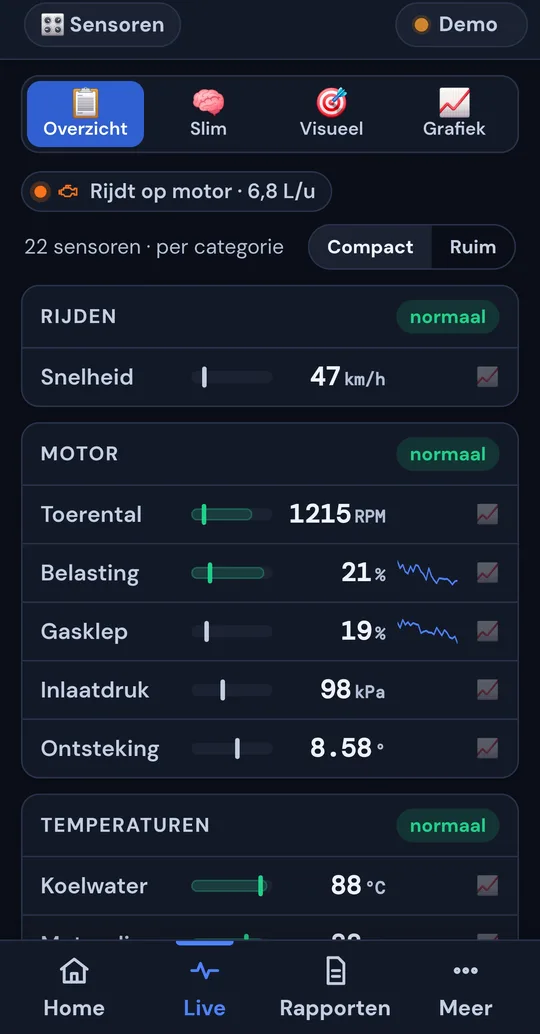 Sensoren
Demo
Overzicht
Slim
Visueel
Grafiek
Rijdt op motor · 6,8 L/u
22 sensoren · per categorie
Compact
Ruim
RIJDEN
normaal
Snelheid 47 km/h
MOTOR
normaal
Toerental 1215 RPM
Belasting 21 %
Gasklep 19 %
Inlaatdruk 98 kPa
Ontsteking 8.58 °
TEMPERATUREN
normaal
Koelwater 88 °C
Home
Live
Rapporten
Meer